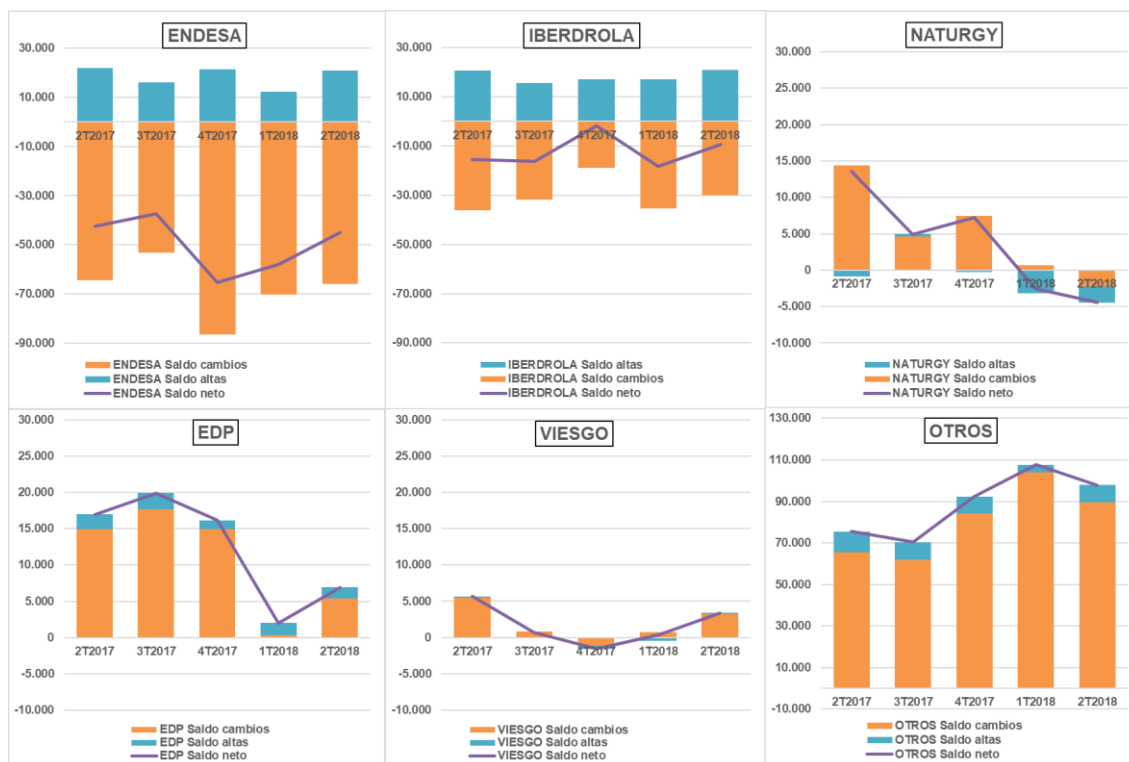 ENDESA
30.000
10.000
2T2017 3T2017 4T2017 1T2018 2T2018
-10.000
-30.000
-50.000
-70.000
-90.000
ENDESA Saldo cambios
ENDESA Saldo altas
ENDESA Saldo neto
IBERDROLA
30.000
10.000
2T2017 3T2017 4T2017 1T2018 2T2018
-10.000
-30.000
-50.000
-70.000
-90.000
IBERDROLA Saldo altas
IBERDROLA Saldo cambios
IBERDROLA Saldo neto
NATURGY
30.000
25.000
20.000
15.000
10.000
5.000
0
2T2017 3T2017 4T2017 1T2018 2T2018
-5.000
-10.000
NATURGY Saldo altas
NATURGY Saldo cambios
NATURGY Saldo neto
EDP
30.000
25.000
20.000
15.000
10.000
5.000
0
2T2017 3T2017 4T2017 1T2018 2T2018
-5.000
-10.000
EDP Saldo cambios
EDP Saldo altas
EDP Saldo neto
VIESGO
30.000
25.000
20.000
15.000
10.000
5.000
0
2T2017 3T2017 4T2017 1T2018 2T2018
-5.000
-10.000
VIESGO Saldo cambios
VIESGO Saldo altas
VIESGO Saldo neto
OTROS
130.000
110.000
90.000
70.000
50.000
30.000
10.000
-10.000
2T2017 3T2017 4T2017 1T2018 2T2018
OTROS Saldo cambios
OTROS Saldo altas
OTROS Saldo neto